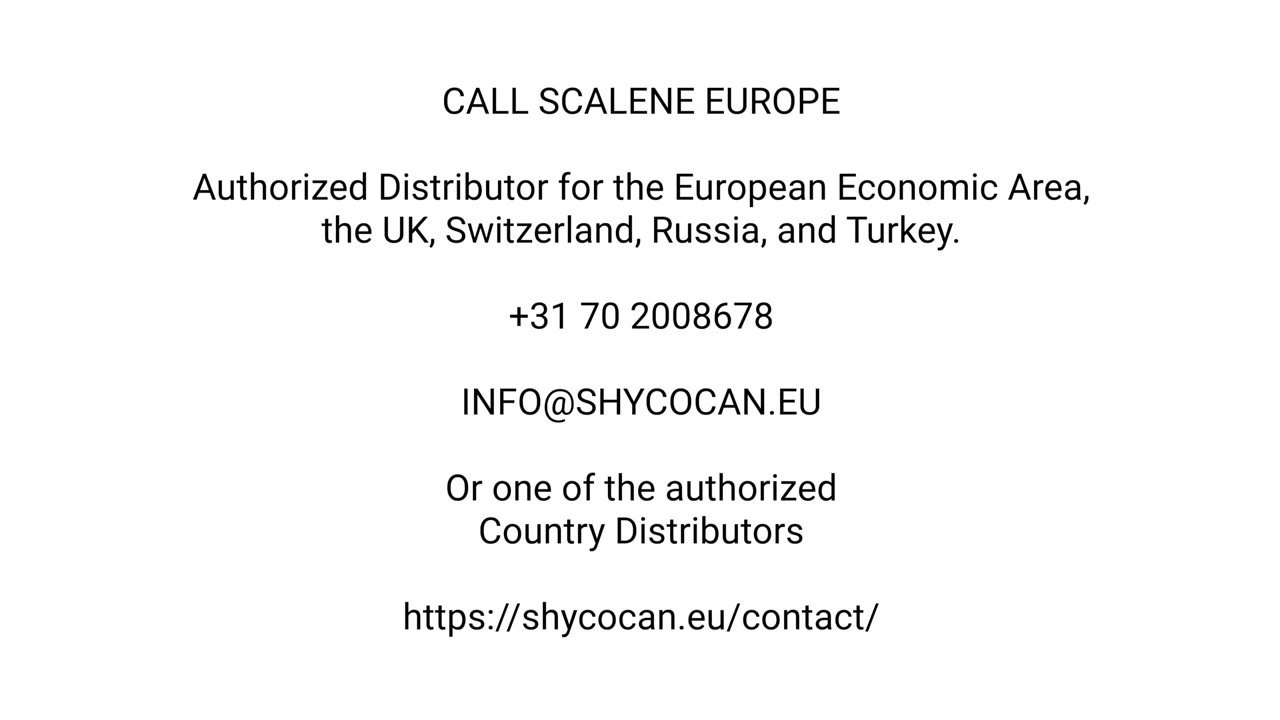 CALL SCALENE EUROPE
Authorized Distributor for the European Economic Area,
the UK, Switzerland, Russia, and Turkey.
+31 70 2008678
INFO@SHYCOCAN.EU
Or one of the authorized
Country Distributors
https://shycocan.eu/contact/